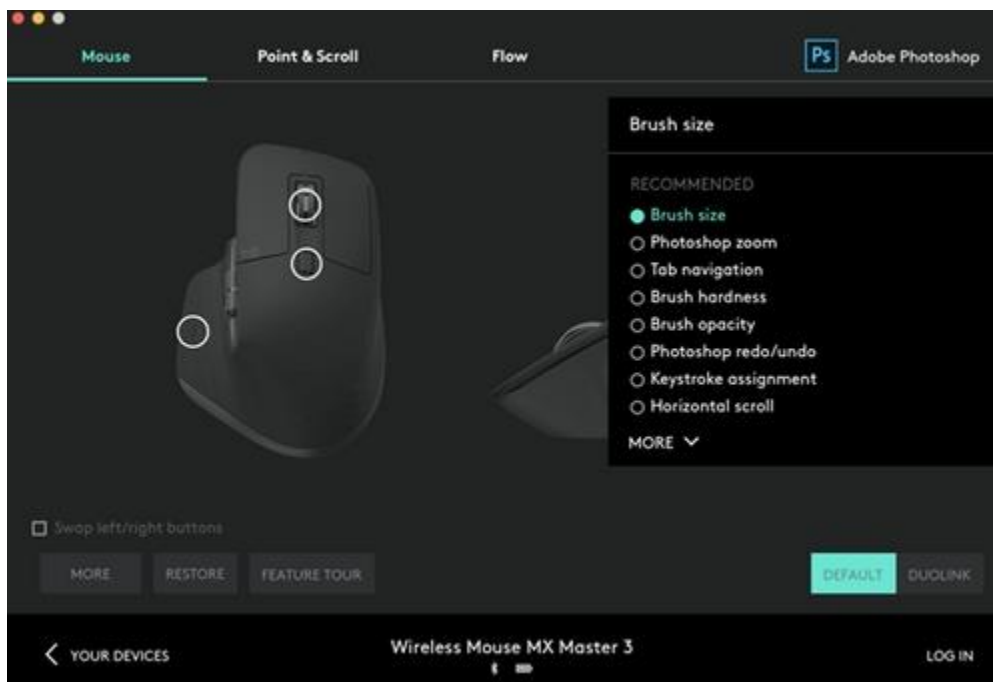 Mouse
Point & Scroll
Flow
Ps Adobe Photoshop
Brush size
RECOMMENDED
Brush size
Photoshop zoom
Tab navigation
Brush hardness
Brush opacity
Photoshop redo/undo
Keystroke assignment
Horizontal scroll
MORE
Swap left/right buttons
MORE
RESTORE
FEATURE TOUR
DEFAULT
DUOLINK
YOUR DEVICES
Wireless Mouse MX Master 3
LOG IN